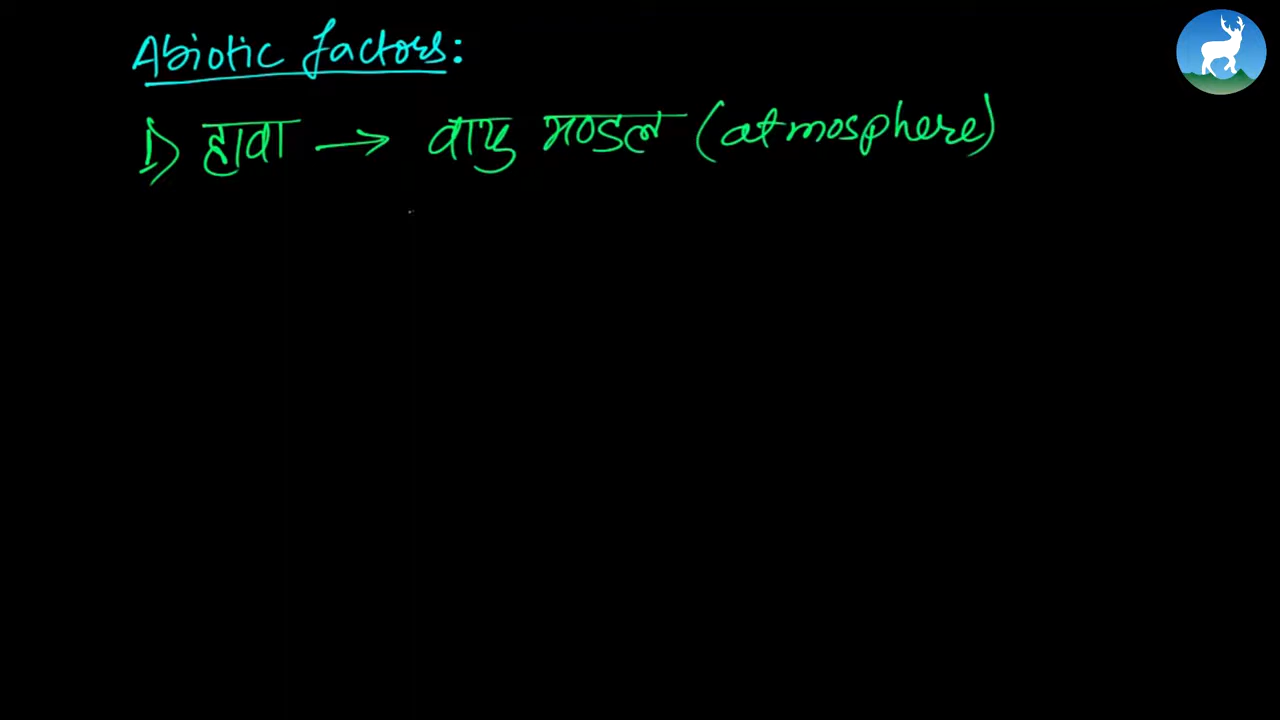 Abiotic factors:
1) हावा → वायु मण्डल (atmosphere)